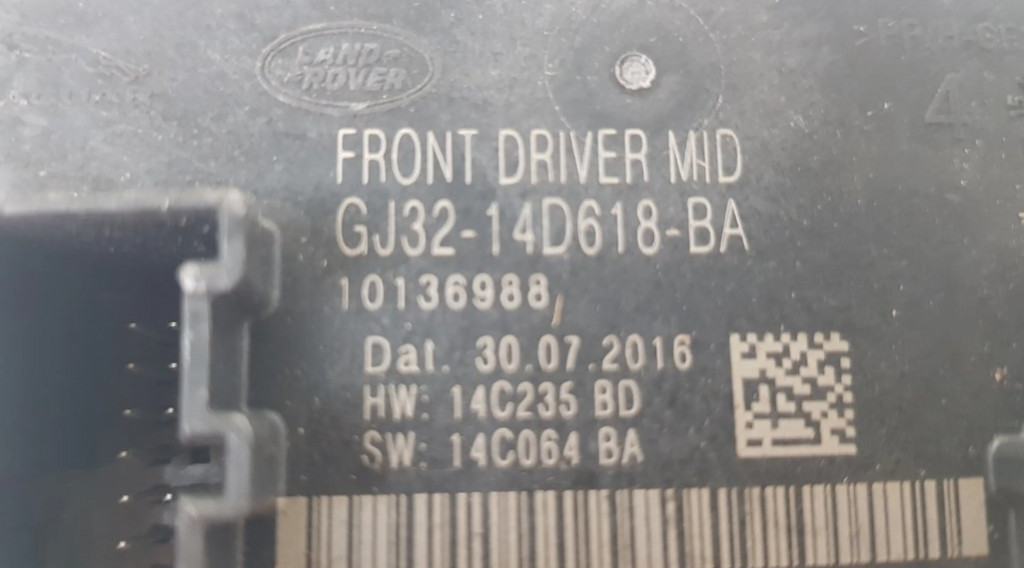 LAND
ROVER
FRONT DRIVER MID
GJ32-14D618-BA
10136988
Dat. 30.07.2016
HW: 14C235 BD
SW: 14C064 BA
4